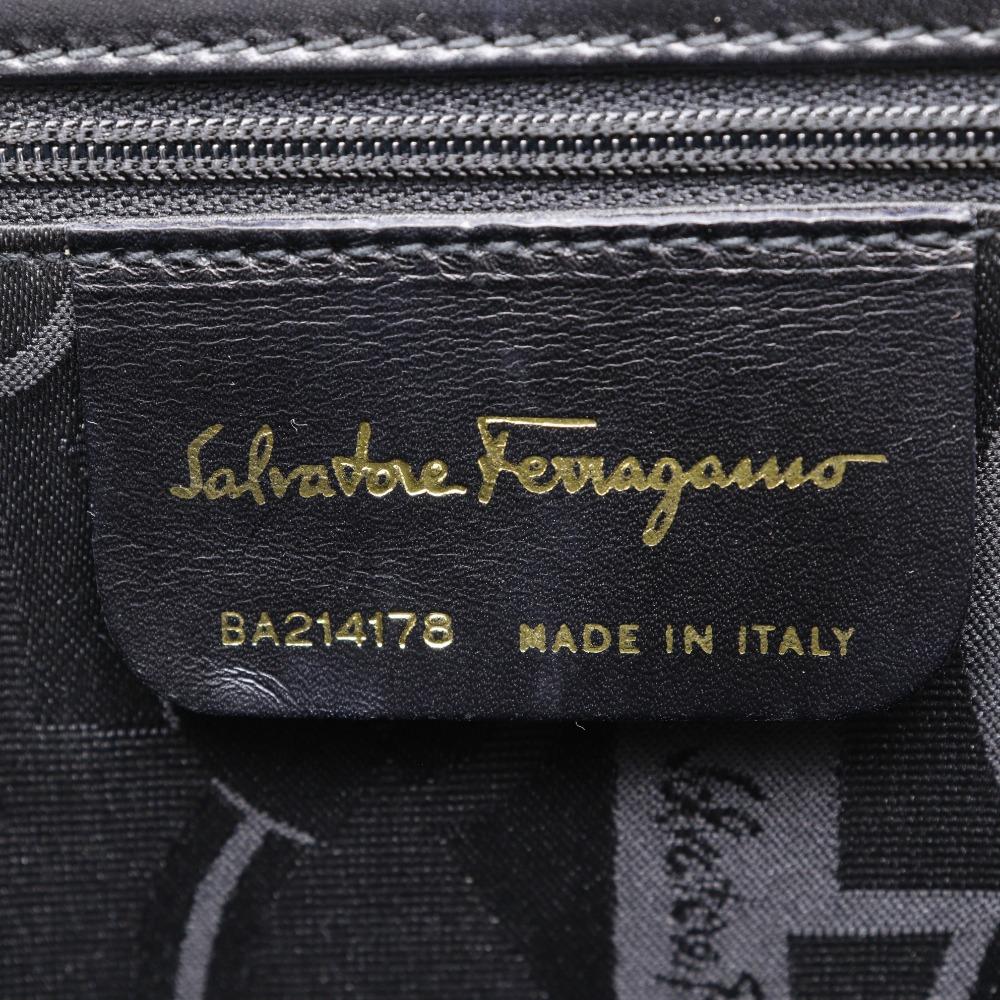 Salvatore Ferragamo
BA214178 MADE IN ITALY